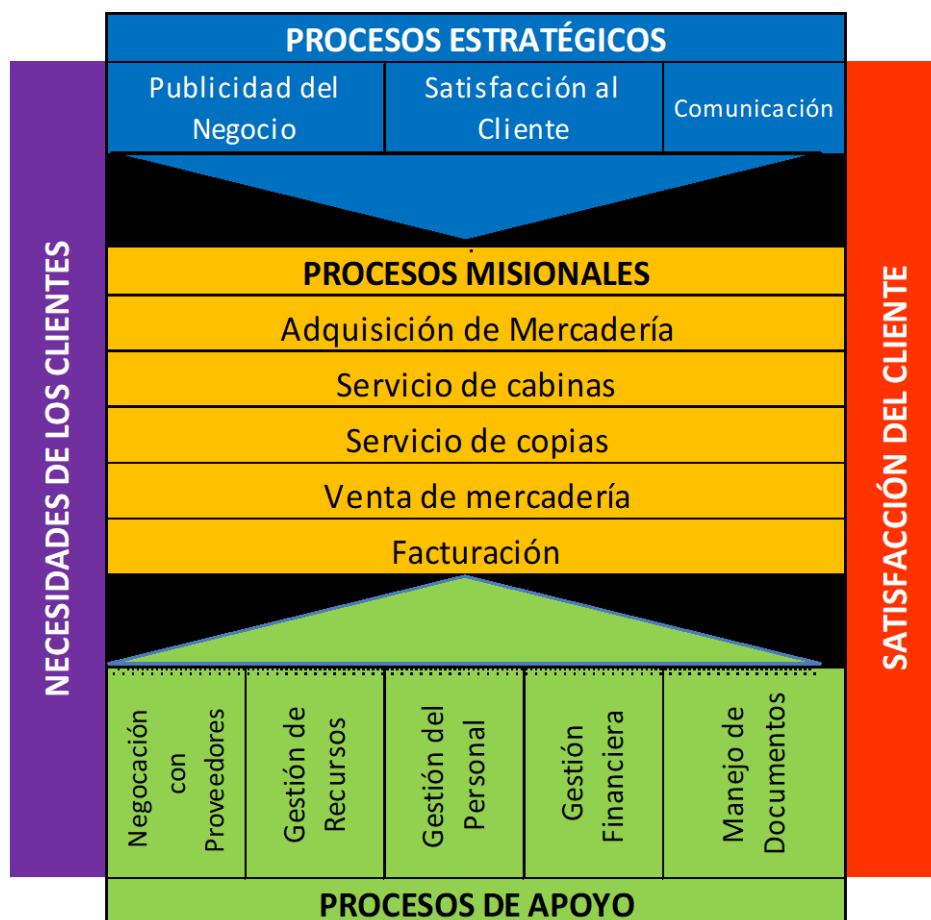 PROCESOS ESTRATÉGICOS
Publicidad del
Negocio
Satisfacción al
Cliente
Comunicación
NECESIDADES DE LOS CLIENTES
PROCESOS MISIONALES
Adquisición de Mercadería
Servicio de cabinas
Servicio de copias
Venta de mercadería
Facturación
SATISFACCIÓN DEL CLIENTE
Negocación
con
Proveedores
Gestión de
Recursos
Gestión del
Personal
Gestión
Financiera
Manejo de
Documentos
PROCESOS DE APOYO